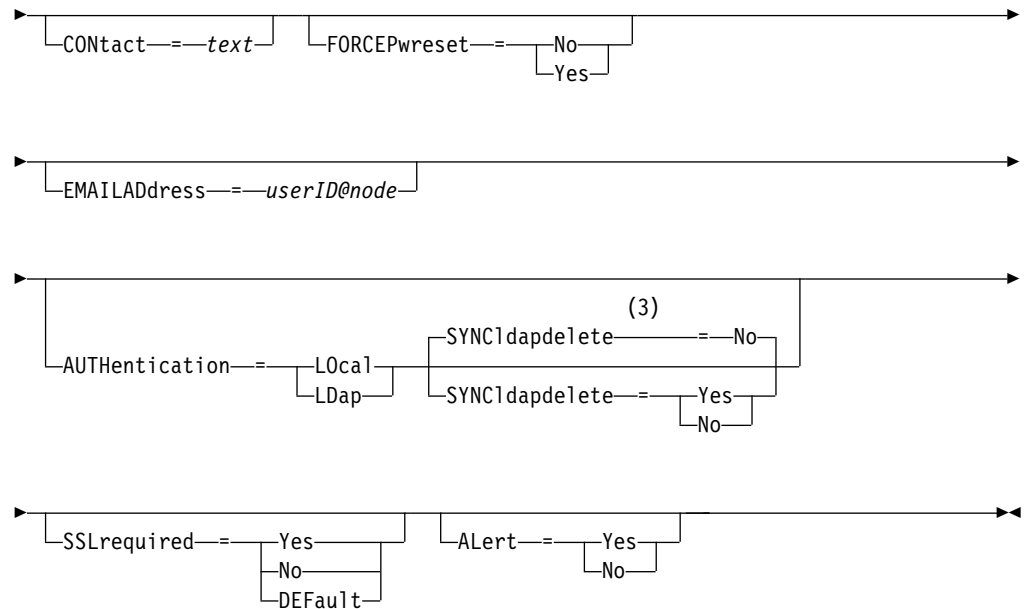 CONtact = text FORCEPwreset = No
Yes
EMAILADdress = userID@node
(3)
SYNCldapdelete = No
AUTHentication = LOcal
LDap SYNCldapdelete = Yes
No
SSLrequired = Yes ALert = Yes
No No
DEFault